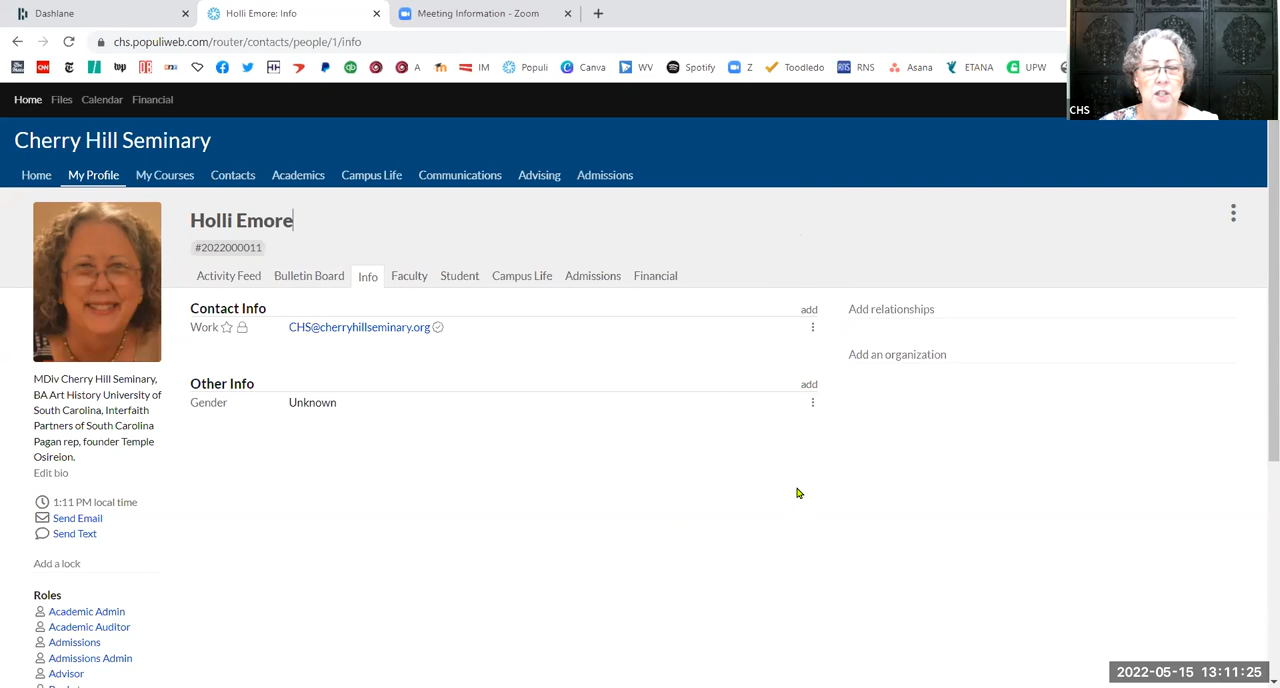 Dashlane
Holli Emore: Info
Meeting Information - Zoom
chs.populiweb.com/router/contacts/people/1/info
CNN
wp
A
IM
Populi
Canva
WV
Spotify
Z
Toodledo
RNS
RNS
Asana
ETANA
UPW
CHS
Home Files Calendar Financial
Cherry Hill Seminary
Home My Profile My Courses Contacts Academics Campus Life Communications Advising Admissions
Holli Emore
#2022000011
Activity Feed Bulletin Board Info Faculty Student Campus Life Admissions Financial
Contact Info add
Work CHS@cherryhillseminary.org
Other Info add
Gender Unknown
Add relationships
Add an organization
MDiv Cherry Hill Seminary,
BA Art History University of
South Carolina, Interfaith
Partners of South Carolina
Pagan rep, founder Temple
Osireion.
Edit bio
1:11 PM local time
Send Email
Send Text
Add a lock
Roles
Academic Admin
Academic Auditor
Admissions
Admissions Admin
Advisor
2022-05-15 13:11:25